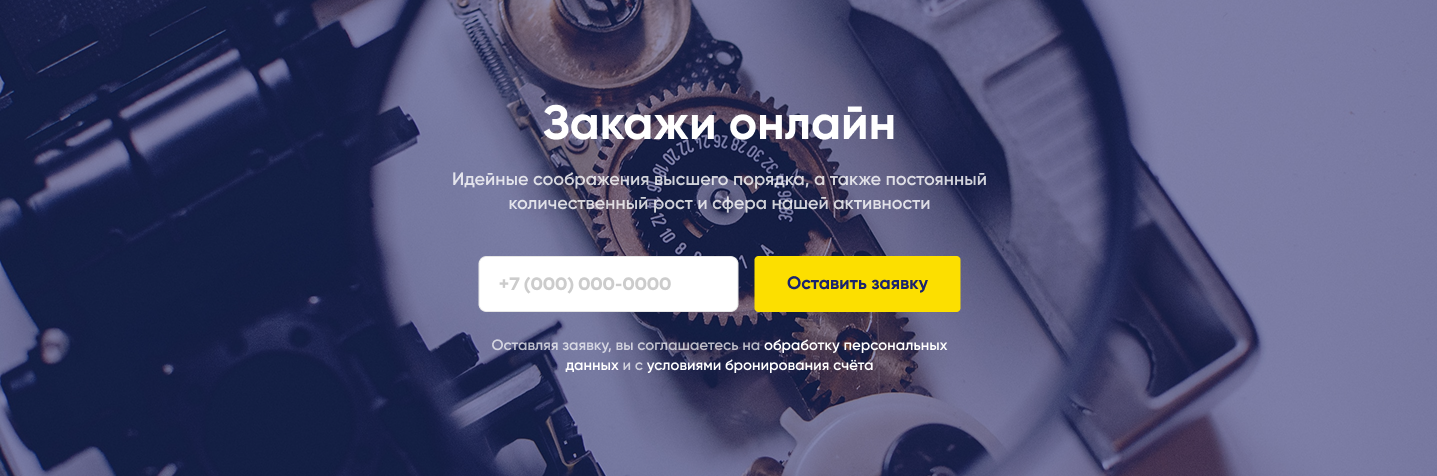 Закажи онлайн
Идейные соображения высшего порядка, а также постоянный
количественный рост и сфера нашей активности
+7 (000) 000-0000
Оставить заявку
Оставляя заявку, вы соглашаетесь на обработку персональных
данных и с условиями бронирования счёта